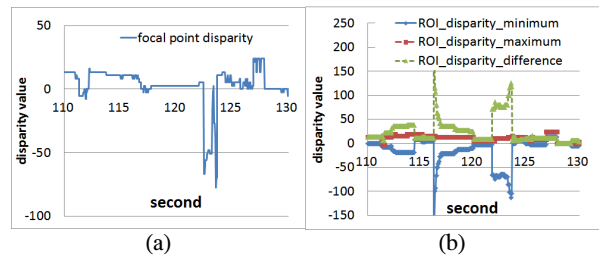 focal point disparity
50
0
-50
-100
110
115
120
125
130
disparity value
second
(a)
ROI_disparity_minimum
ROI_disparity_maximum
ROI_disparity_difference
250
200
150
100
50
0
-50
-100
-150
110
115
120
125
130
disparity value
second
(b)